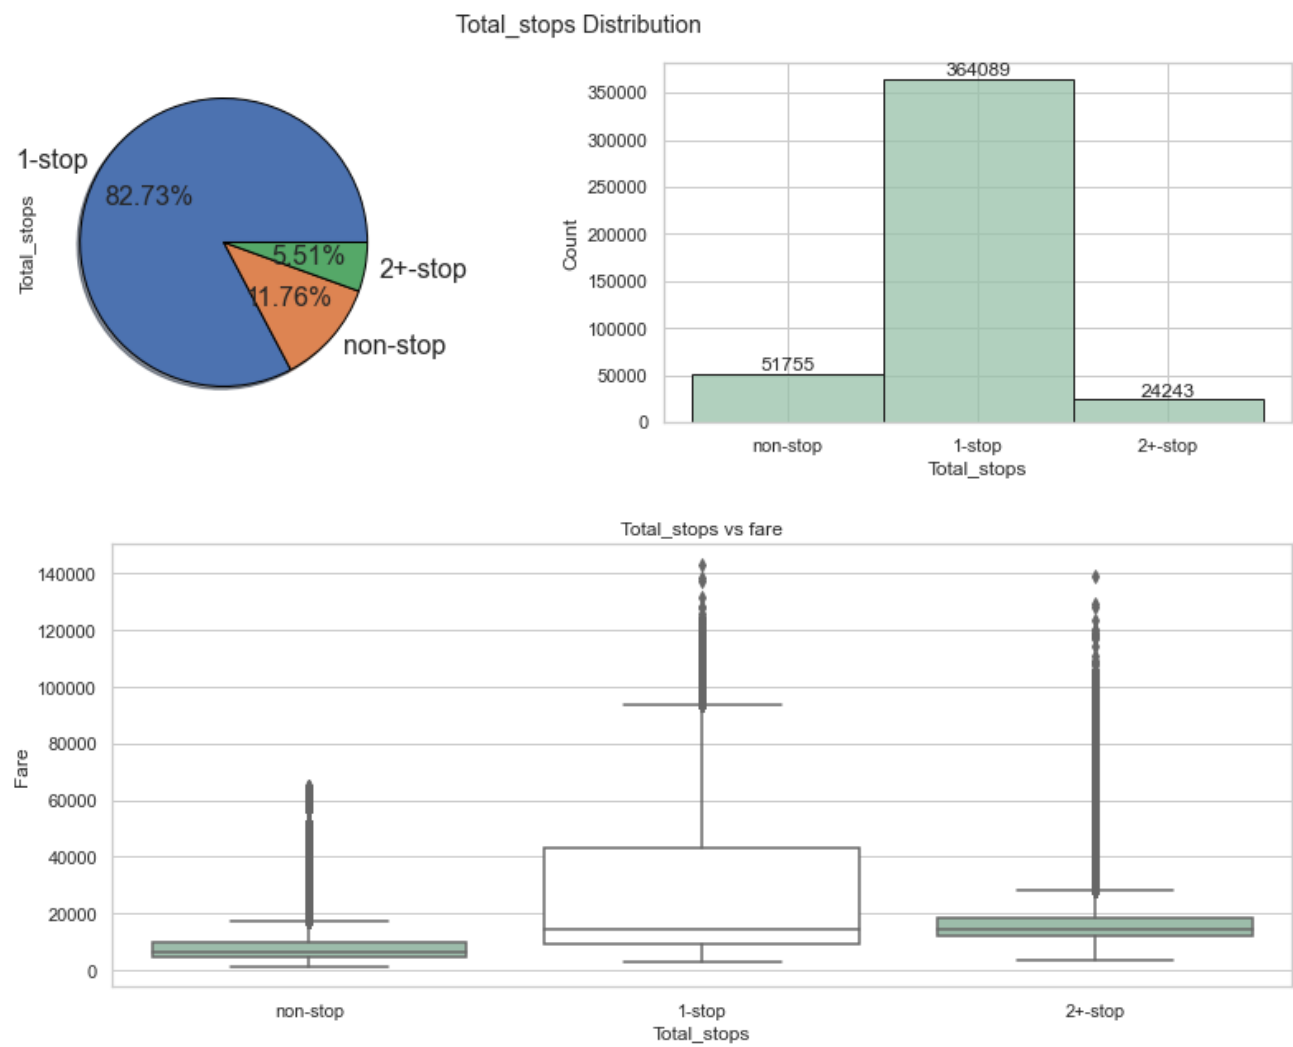 Total_stops Distribution
1-stop
82.73%
5.51%
11.76%
2+-stop
non-stop
Total_stops
364089
51755
24243
350000
300000
250000
200000
150000
100000
50000
0
Count
non-stop
1-stop
2+-stop
Total_stops
Total_stops vs fare
140000
120000
100000
80000
60000
40000
20000
0
Fare
non-stop
1-stop
2+-stop
Total_stops